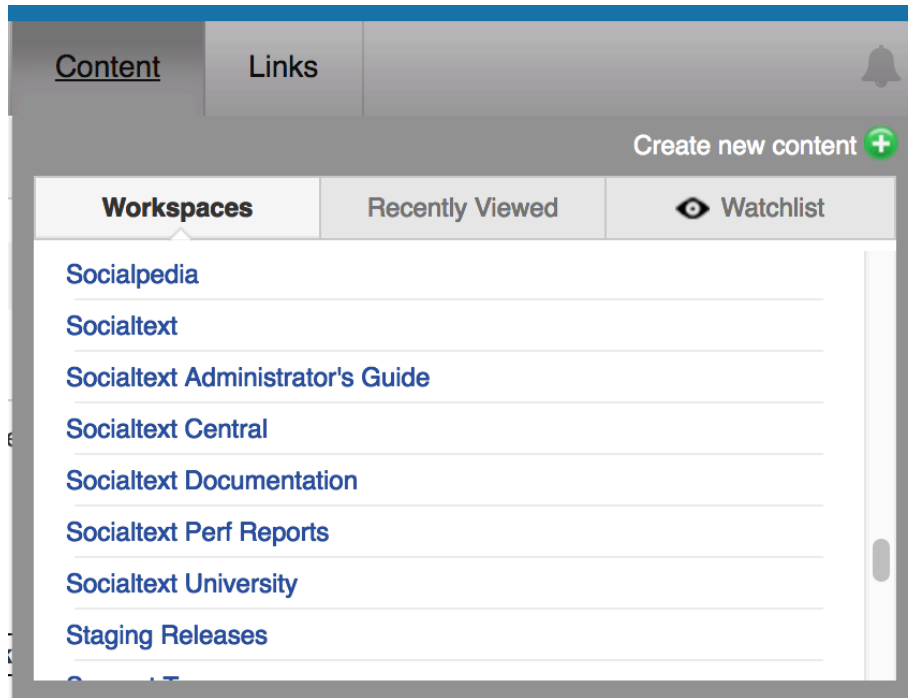 Content Links
Create new content
Workspaces Recently Viewed Watchlist
Socialpedia
Socialtext
Socialtext Administrator's Guide
Socialtext Central
Socialtext Documentation
Socialtext Perf Reports
Socialtext University
Staging Releases